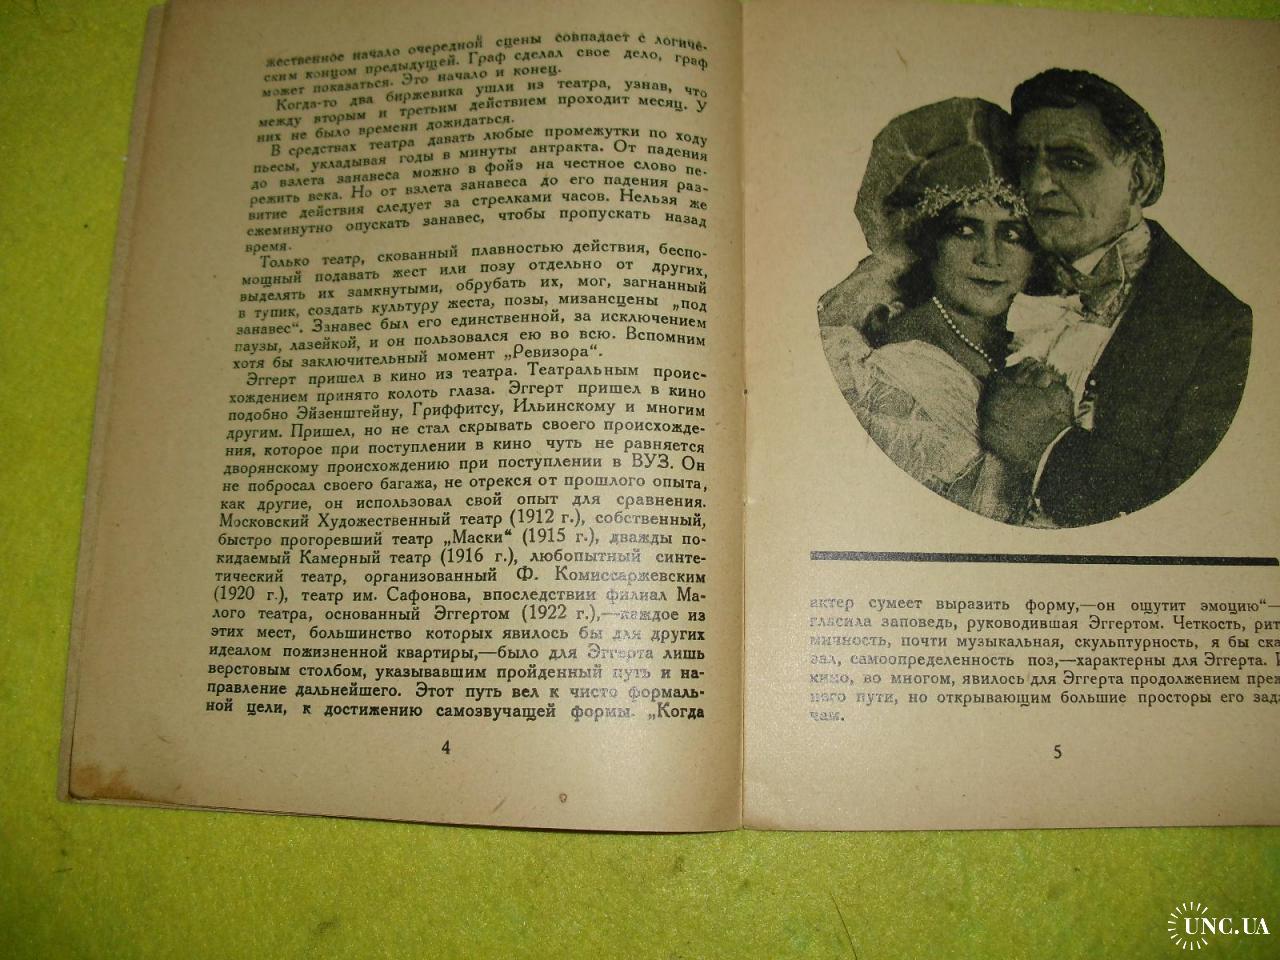 жественное начало очередной сцены совпадает с логиче-
ским концом предыдущей. Граф сделал свое дело, граф
может показаться. Это начало и конец.
Когда-то два биржевика ушли из театра, узнав, что
между вторым и третьим действием проходит месяц. У
них не было времени дожидаться.
В средствах театра давать любые промежутки по ходу
пьесы, укладывая годы в минуты антракта. От падения
до взлета занавеса можно в фойэ на честное слово пе-
режить века. Но от взлета занавеса до его падения раз-
витие действия следует за стрелками часов. Нельзя же
ежеминутно опускать занавес, чтобы пропускать назад
время.
Только театр, скованный плавностью действия, беспо-
мощный подавать жест или позу отдельно от других,
выделять их замкнутыми, обрубать их, мог, загнанный
в тупик, создать культуру жеста, позы, мизансцены „под
занавес“. Занавес был его единственной, за исключением
паузы, лазейкой, и он пользовался ею во всю. Вспомним
хотя бы заключительный момент „Ревизора“.
Эггерт пришел в кино из театра. Театральным проис-
хождением принято колоть глаза. Эггерт пришел в кино
подобно Эйзенштейну, Гриффитсу, Ильинскому и многим
другим. Пришел, но не стал скрывать своего происхожде-
ния, которое при поступлении в кино чуть не равняется
дворянскому происхождению при поступлении в ВУЗ. Он
не побросал своего багажа, не отрекся от прошлого опыта,
как другие, он использовал свой опыт для сравнения.
Московский Художественный театр (1912 г.), собственный,
быстро прогоревший театр „Маски“ (1915 г.), дважды по-
кидаемый Камерный театр (1916 г.), любопытный синте-
тический театр, организованный Ф. Комиссаржевским
(1920 г.), театр им. Сафонова, впоследствии филиал Ма-
лого театра, основанный Эггертом (1922 г.),—каждое из
этих мест, большинство которых явилось бы для других
идеалом пожизненной квартиры,—было для Эггерта лишь
верстовым столбом, указывавшим пройденный путь и на-
правление дальнейшего. Этот путь вел к чисто формаль-
ной цели, к достижению самозвучащей формы. „Когда
4
актер сумеет выразить форму,—он ощутит эмоцию“—
гласила заповедь, руководившая Эггертом. Четкость, рит
мичность, почти музыкальная, скульптурность, я бы ска
зал, самоопределенность поз,—характерны для Эггерта.
кино, во многом, явилось для Эггерта продолжением преж
него пути, но открывающим большие просторы его зада
чам.
5
UNC.UA